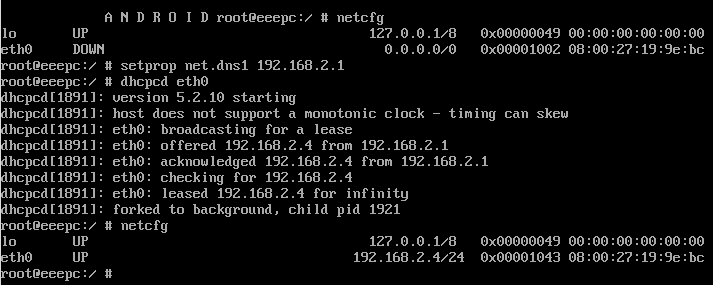 A N D R O I D root@eeepc:/ # netcfg
lo       UP                                   127.0.0.1/8   0x00000049 00:00:00:00:00:00
eth0     DOWN                                   0.0.0.0/0   0x00001002 08:00:27:19:9e:bc
root@eeepc:/ # setprop net.dns1 192.168.2.1
root@eeepc:/ # dhcpcd eth0
dhcpcd[1891]: version 5.2.10 starting
dhcpcd[1891]: host does not support a monotonic clock - timing can skew
dhcpcd[1891]: eth0: broadcasting for a lease
dhcpcd[1891]: eth0: offered 192.168.2.4 from 192.168.2.1
dhcpcd[1891]: eth0: acknowledged 192.168.2.4 from 192.168.2.1
dhcpcd[1891]: eth0: checking for 192.168.2.4
dhcpcd[1891]: eth0: leased 192.168.2.4 for infinity
dhcpcd[1891]: forked to background, child pid 1921
root@eeepc:/ # netcfg
lo       UP                                   127.0.0.1/8   0x00000049 00:00:00:00:00:00
eth0     UP                                 192.168.2.4/24  0x00001043 08:00:27:19:9e:bc
root@eeepc:/ #